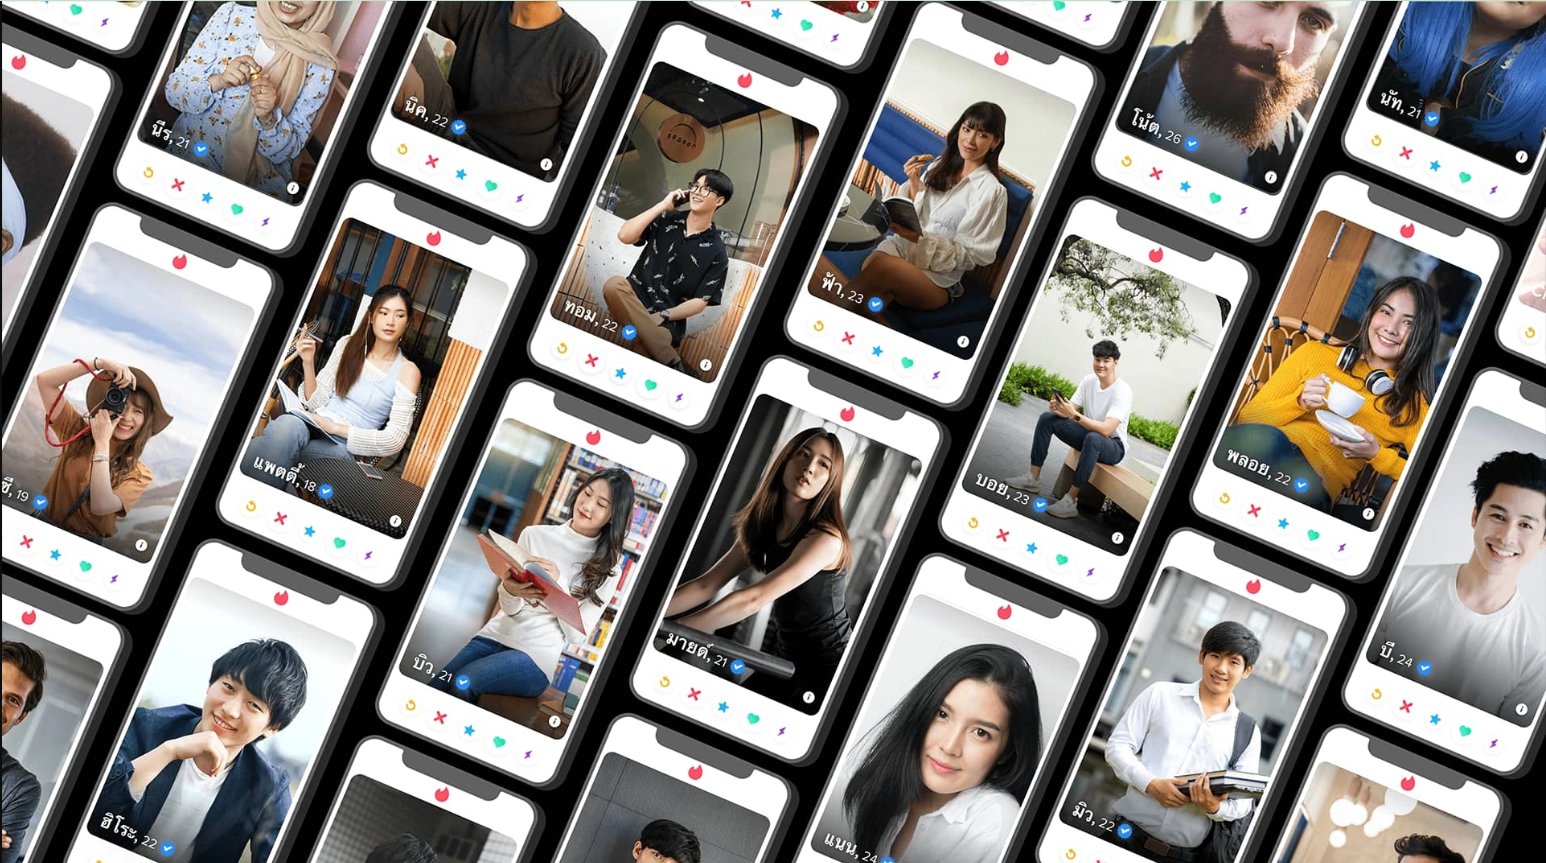 นีร, 21
นิค, 22
โน้ต, 26
นัท, 21
ทอม, 22
ฟ้า, 23
แพตตี้, 18
บอย, 23
พลอย, 22
19
บิว, 21
มายด์, 21
บี, 24
ฮิโระ, 22
แนน, 24
มิว, 22